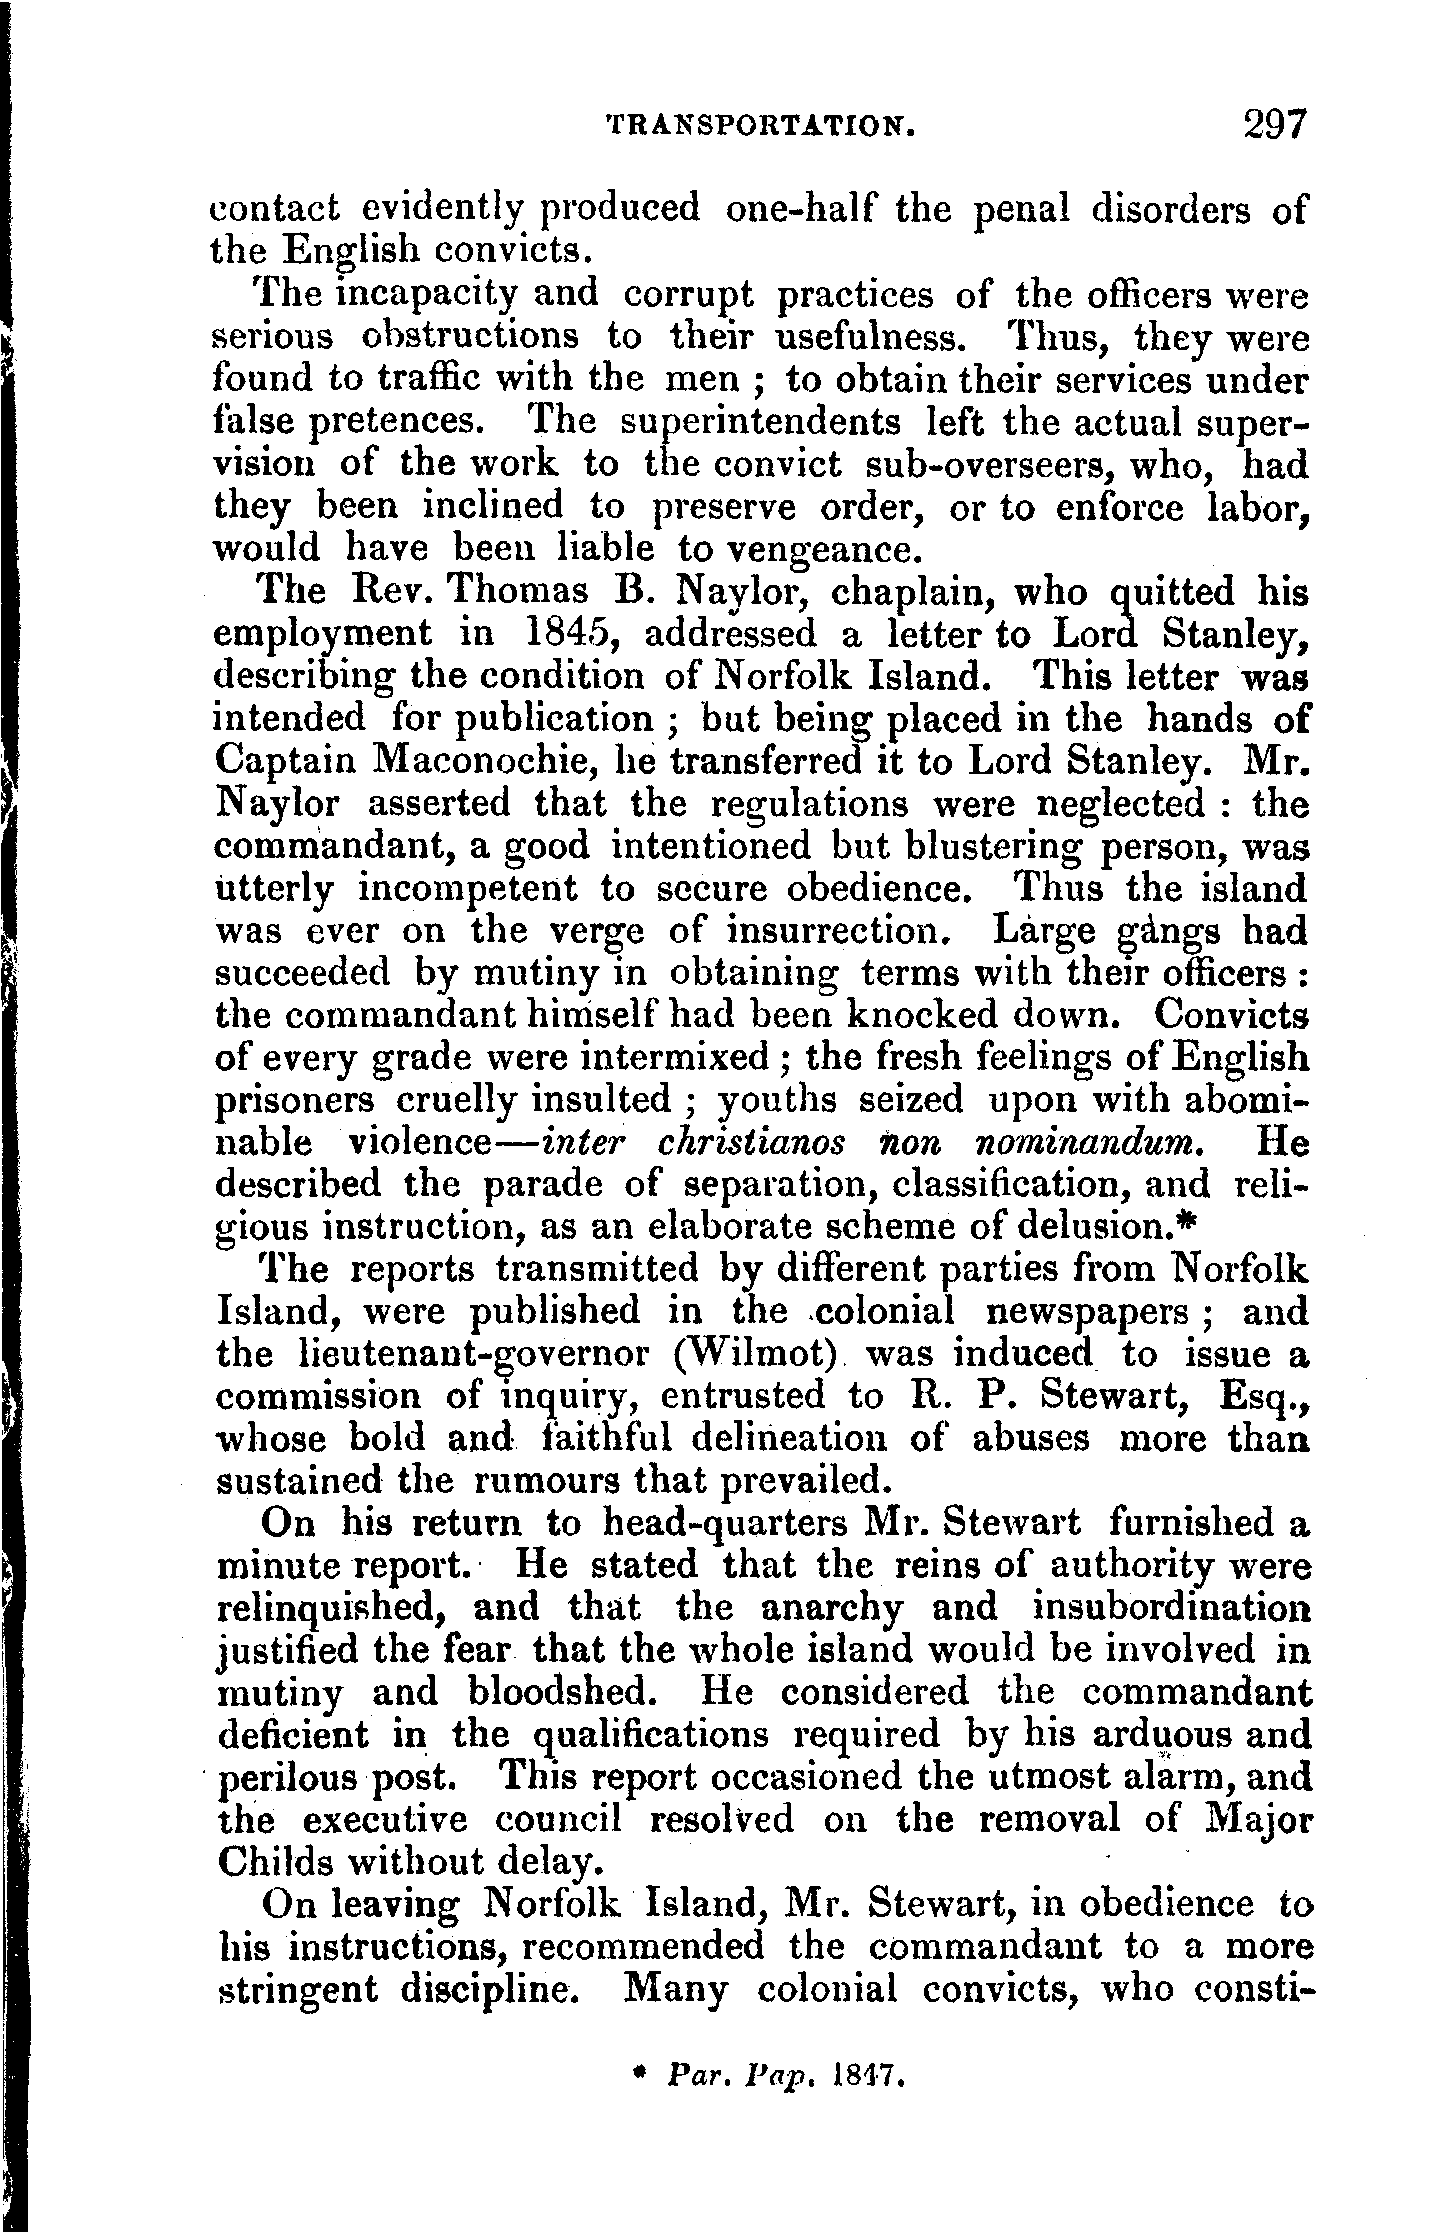 TRANSPORTATION. 297
contact evidently produced one-half the penal disorders of
the English convicts.
The incapacity and corrupt practices of the officers were
serious obstructions to their usefulness. Thus, they were
found to traffic with the men ; to obtain their services under
false pretences. The superintendents left the actual super-
vision of the work to the convict sub-overseers, who, had
they been inclined to preserve order, or to enforce labor,
would have been liable to vengeance.
The Rev. Thomas B. Naylor, chaplain, who quitted his
employment in 1845, addressed a letter to Lord Stanley,
describing the condition of Norfolk Island. This letter was
intended for publication ; but being placed in the hands of
Captain Maconochie, he transferred it to Lord Stanley. Mr.
Naylor asserted that the regulations were neglected : the
commandant, a good intentioned but blustering person, was
utterly incompetent to secure obedience. Thus the island
was ever on the verge of insurrection. Large gangs had
succeeded by mutiny in obtaining terms with their officers :
the commandant himself had been knocked down. Convicts
of every grade were intermixed ; the fresh feelings of English
prisoners cruelly insulted ; youths seized upon with abomi-
nable violence—inter christianos non nominandum. He
described the parade of separation, classification, and reli-
gious instruction, as an elaborate scheme of delusion.*
The reports transmitted by different parties from Norfolk
Island, were published in the colonial newspapers ; and
the lieutenant-governor (Wilmot) was induced to issue a
commission of inquiry, entrusted to R. P. Stewart, Esq.,
whose bold and faithful delineation of abuses more than
sustained the rumours that prevailed.
On his return to head-quarters Mr. Stewart furnished a
minute report. He stated that the reins of authority were
relinquished, and that the anarchy and insubordination
justified the fear that the whole island would be involved in
mutiny and bloodshed. He considered the commandant
deficient in the qualifications required by his arduous and
perilous post. This report occasioned the utmost alarm, and
the executive council resolved on the removal of Major
Childs without delay.
On leaving Norfolk Island, Mr. Stewart, in obedience to
his instructions, recommended the commandant to a more
stringent discipline. Many colonial convicts, who consti-
* Par. Pap. 1847.